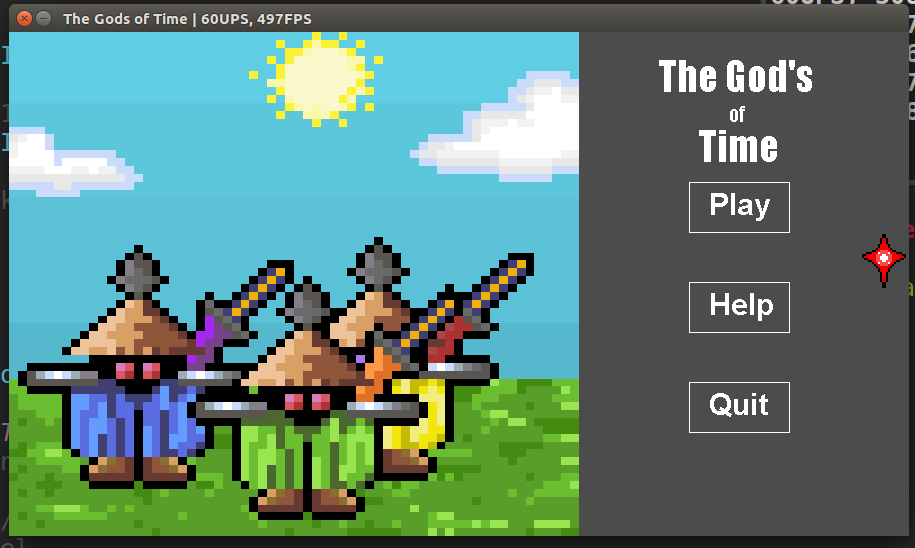 The Gods of Time | 60UPS, 497FPS
The God's
of
Time
Play
Help
Quit